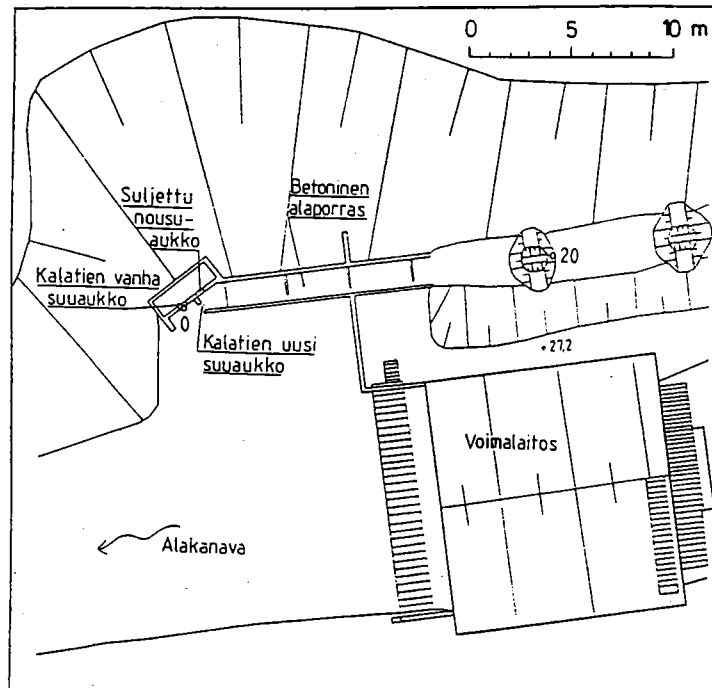 0 5 10 m
Suljettu
nousu-
aukko
Betoninen
alaporras
Kalatien vanha
suuaukko
0
20
Kalatien uusi
suuaukko
27,2
Voimalaitos
Alakanava